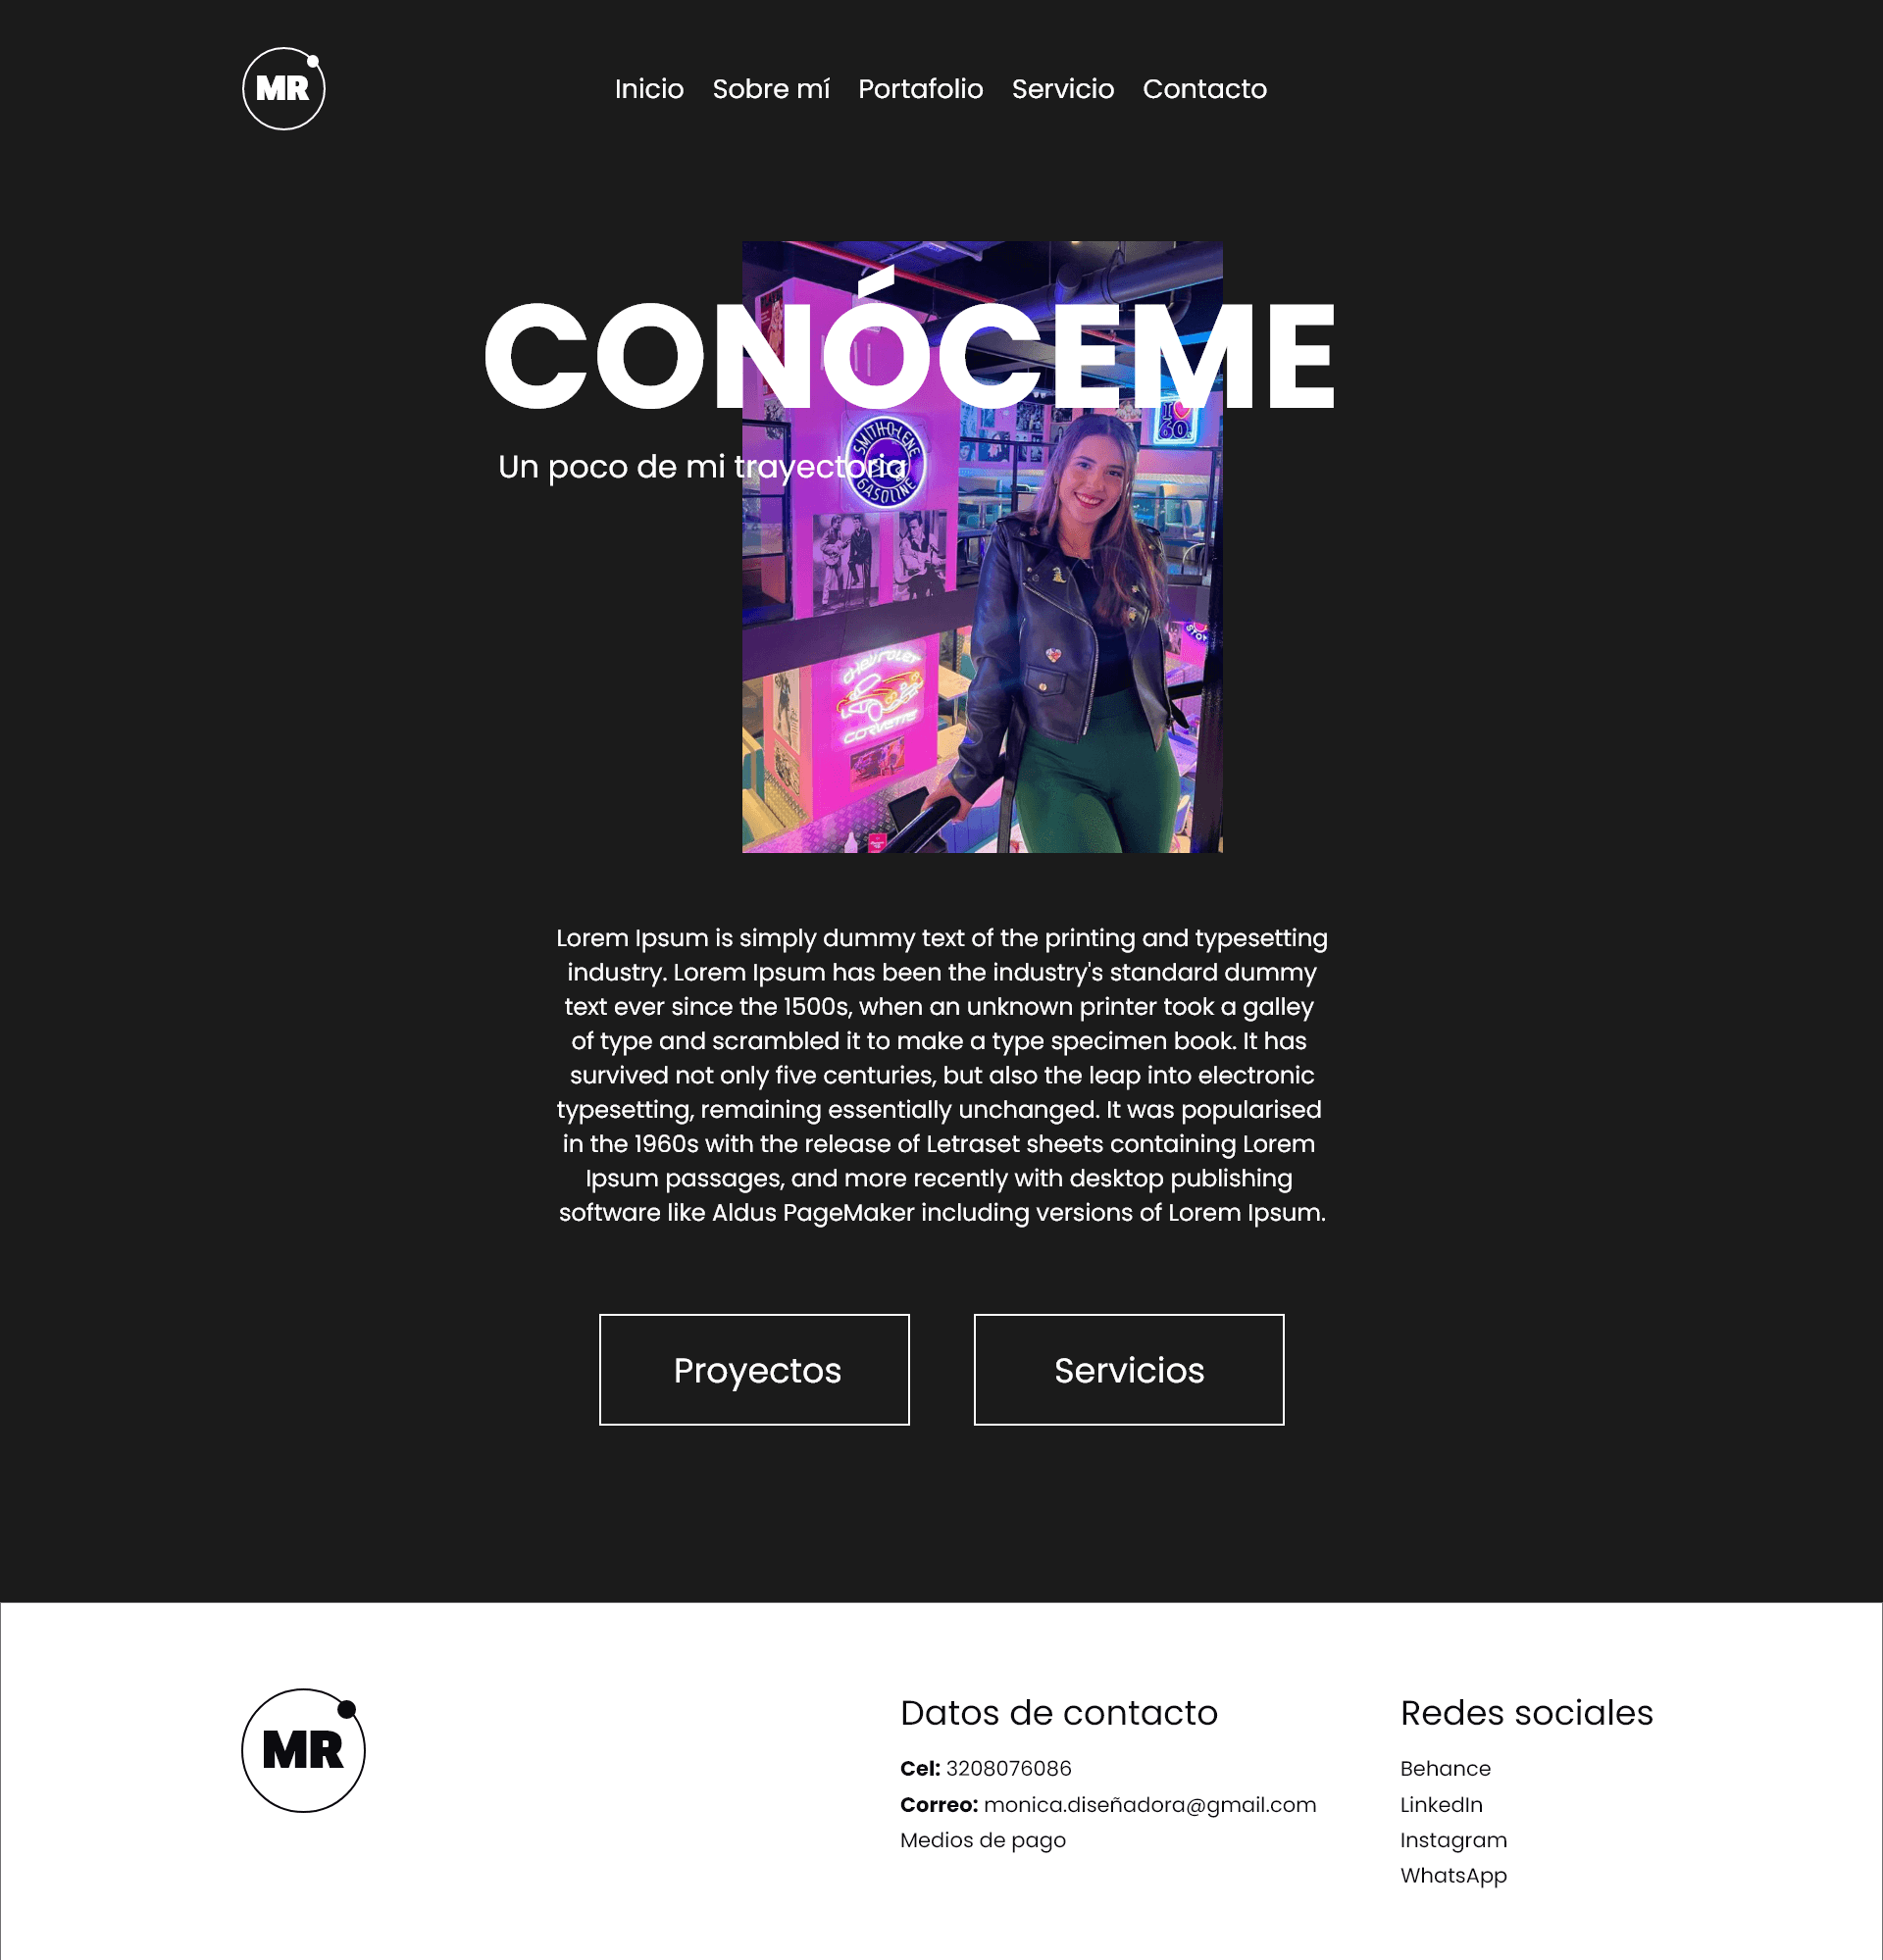 MR
Inicio Sobre mí Portafolio Servicio Contacto
CONÓCEME
I ♥
60
SMITH-O-LENE
GASOLINE
Un poco de mi trayectoria
CHEVROLET
CORVETTE
Lorem Ipsum is simply dummy text of the printing and typesetting
industry. Lorem Ipsum has been the industry's standard dummy
text ever since the 1500s, when an unknown printer took a galley
of type and scrambled it to make a type specimen book. It has
survived not only five centuries, but also the leap into electronic
typesetting, remaining essentially unchanged. It was popularised
in the 1960s with the release of Letraset sheets containing Lorem
Ipsum passages, and more recently with desktop publishing
software like Aldus PageMaker including versions of Lorem Ipsum.
Proyectos
Servicios
MR
Datos de contacto
Cel: 3208076086
Correo: monica.diseñadora@gmail.com
Medios de pago
Redes sociales
Behance
LinkedIn
Instagram
WhatsApp